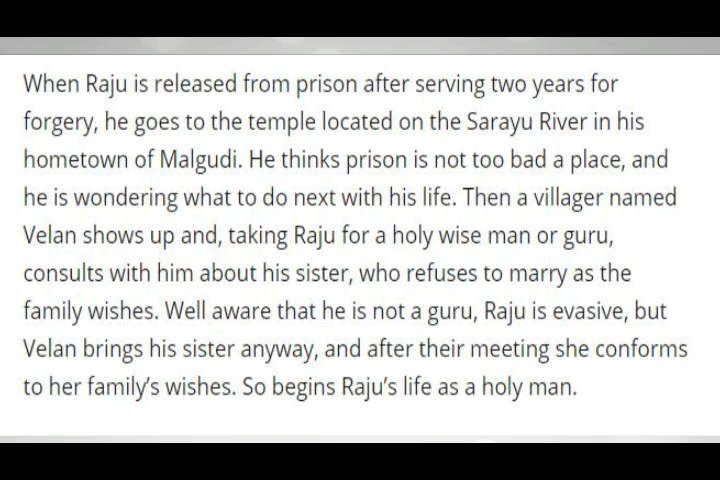 When Raju is released from prison after serving two years for
forgery, he goes to the temple located on the Sarayu River in his
hometown of Malgudi. He thinks prison is not too bad a place, and
he is wondering what to do next with his life. Then a villager named
Velan shows up and, taking Raju for a holy wise man or guru,
consults with him about his sister, who refuses to marry as the
family wishes. Well aware that he is not a guru, Raju is evasive, but
Velan brings his sister anyway, and after their meeting she conforms
to her family’s wishes. So begins Raju’s life as a holy man.